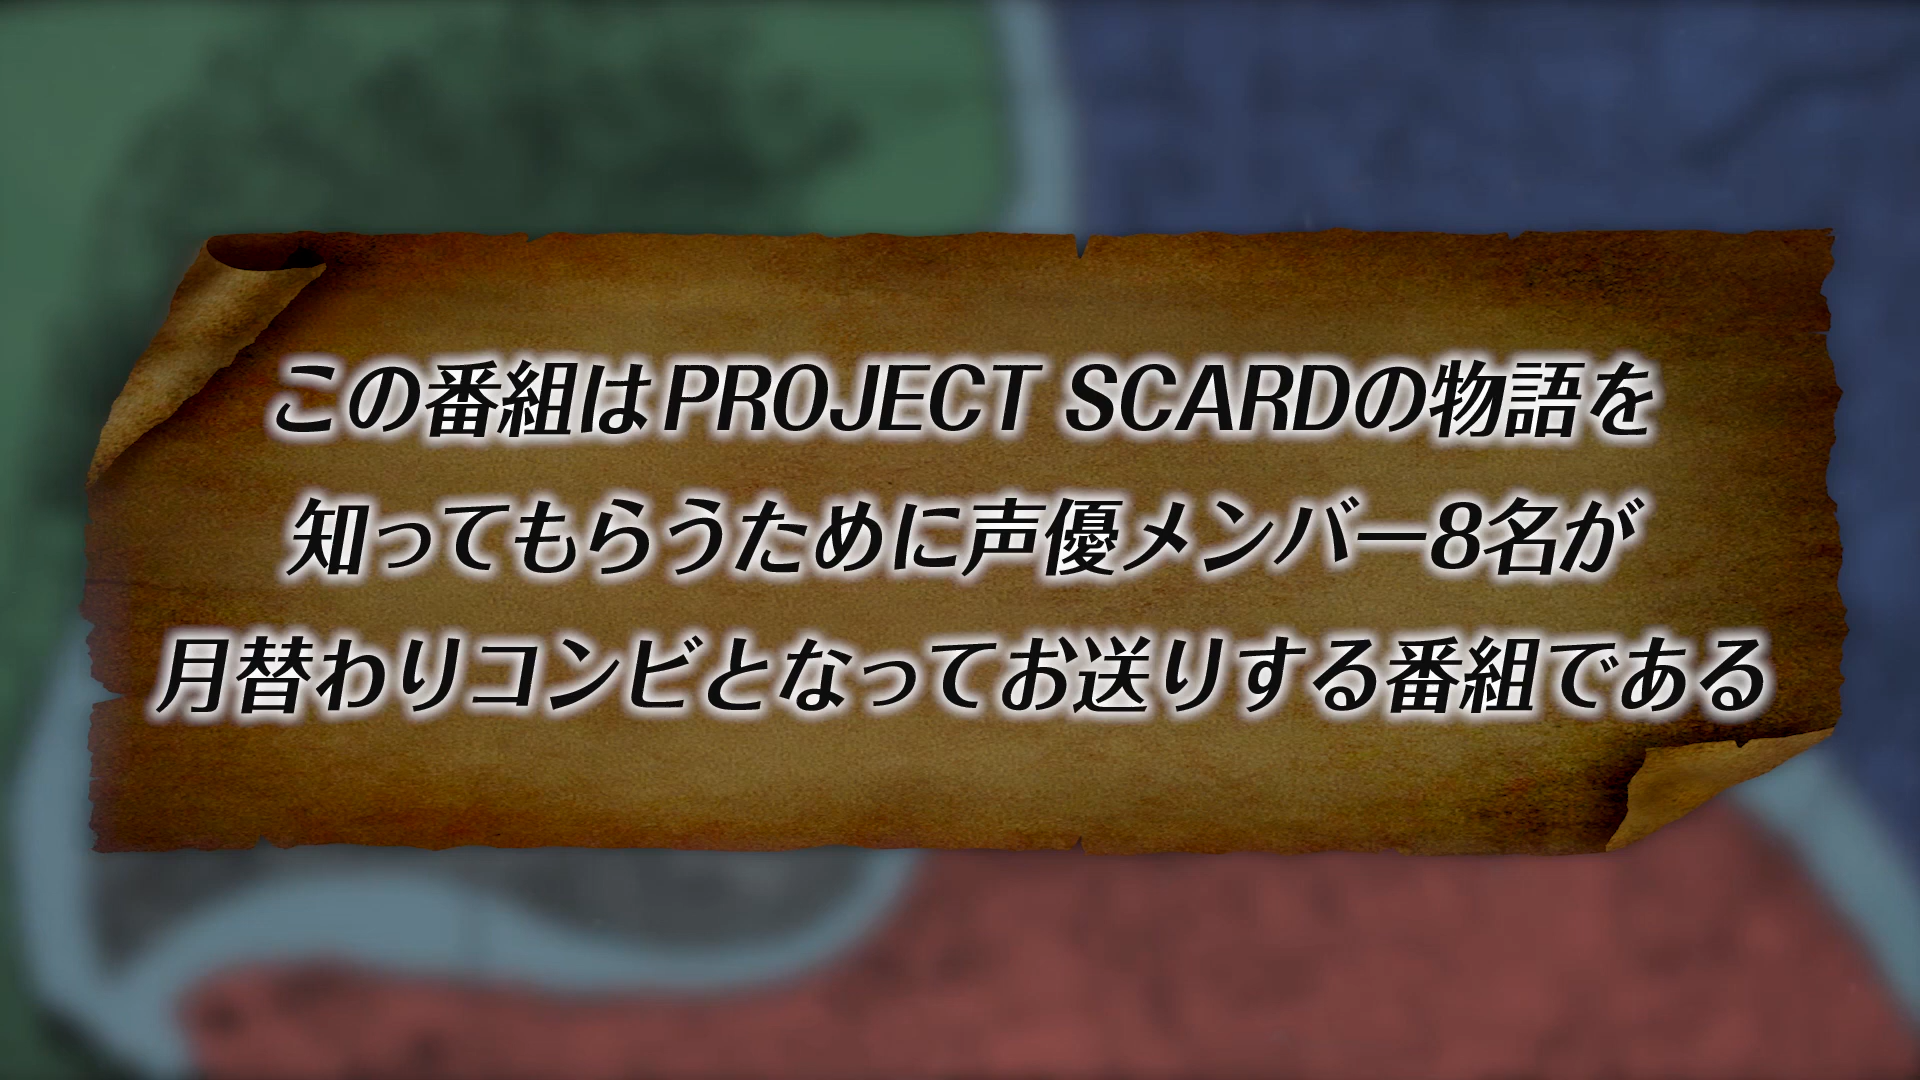 この番組はPROJECT SCARDの物語を
知ってもらうために声優メンバー8名が
月替わりコンビとなってお送りする番組である